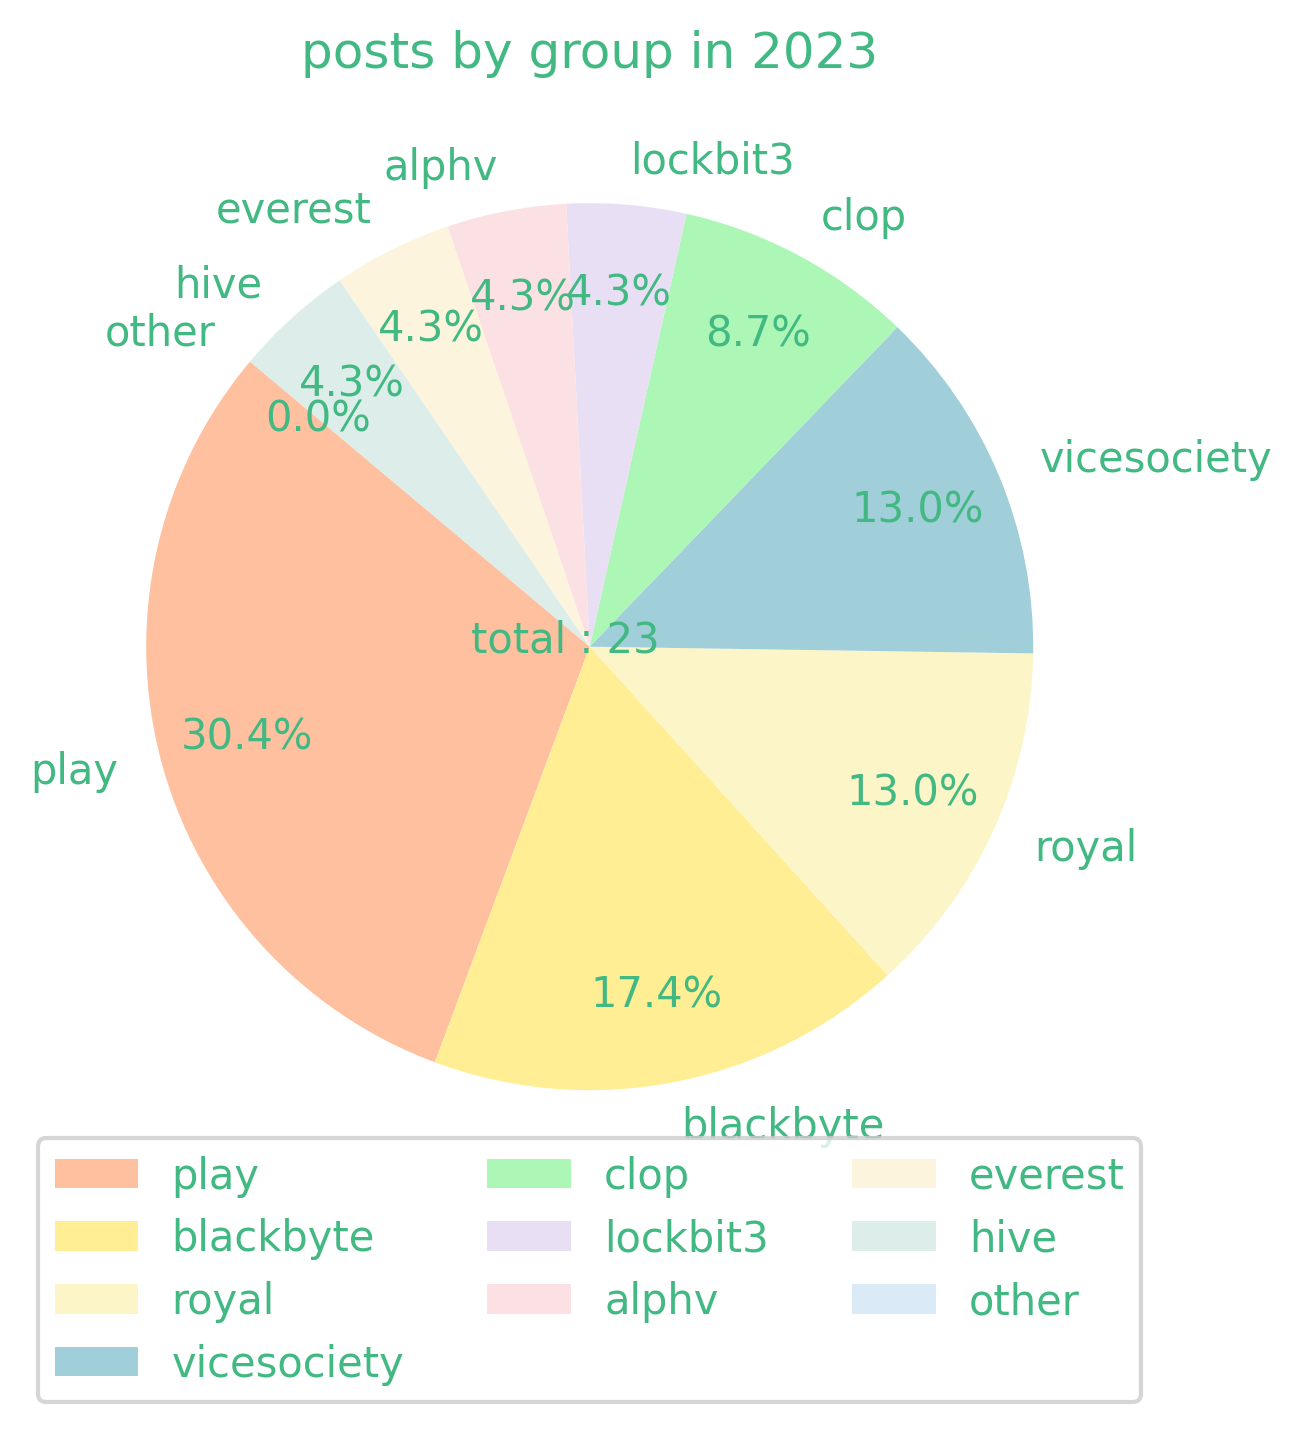 posts by group in 2023
lockbit3
alphv
clop
everest
hive
other
4.3%
4.3%
4.3%
8.7%
4.3%
0.0%
vicesociety
13.0%
total : 23
30.4%
play
13.0%
royal
17.4%
blackbyte
play
blackbyte
royal
vicesociety
clop
lockbit3
alphv
everest
hive
other